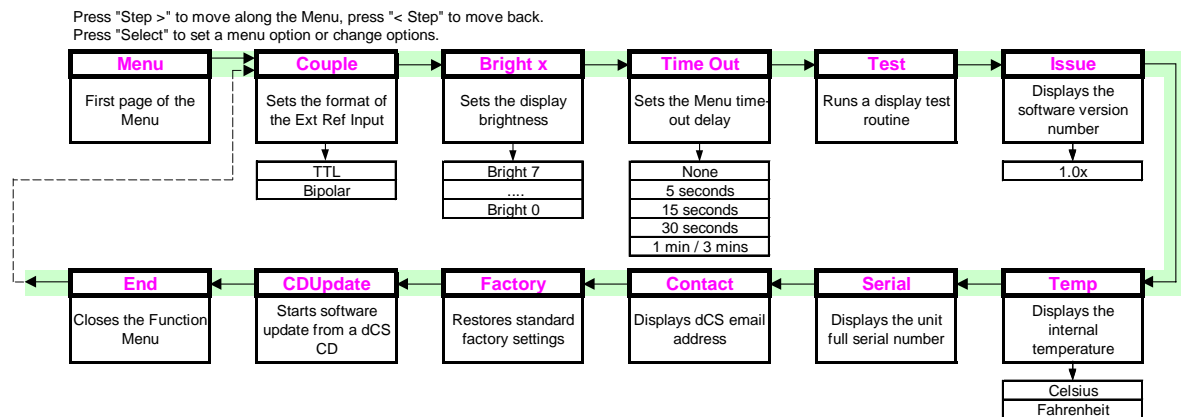 Press "Step >" to move along the Menu, press "< Step" to move back.
Press "Select" to set a menu option or change options.
Menu
First page of the
Menu
Couple
Sets the format of
the Ext Ref Input
TTL
Bipolar
Bright x
Sets the display
brightness
Bright 7
....
Bright 0
Time Out
Sets the Menu time-
out delay
None
5 seconds
15 seconds
30 seconds
1 min / 3 mins
Test
Runs a display test
routine
Issue
Displays the
software version
number
1.0x
Temp
Displays the
internal
temperature
Celsius
Fahrenheit
Serial
Displays the unit
full serial number
Contact
Displays dCS email
address
Factory
Restores standard
factory settings
CDUpdate
Starts software
update from a dCS
CD
End
Closes the Function
Menu